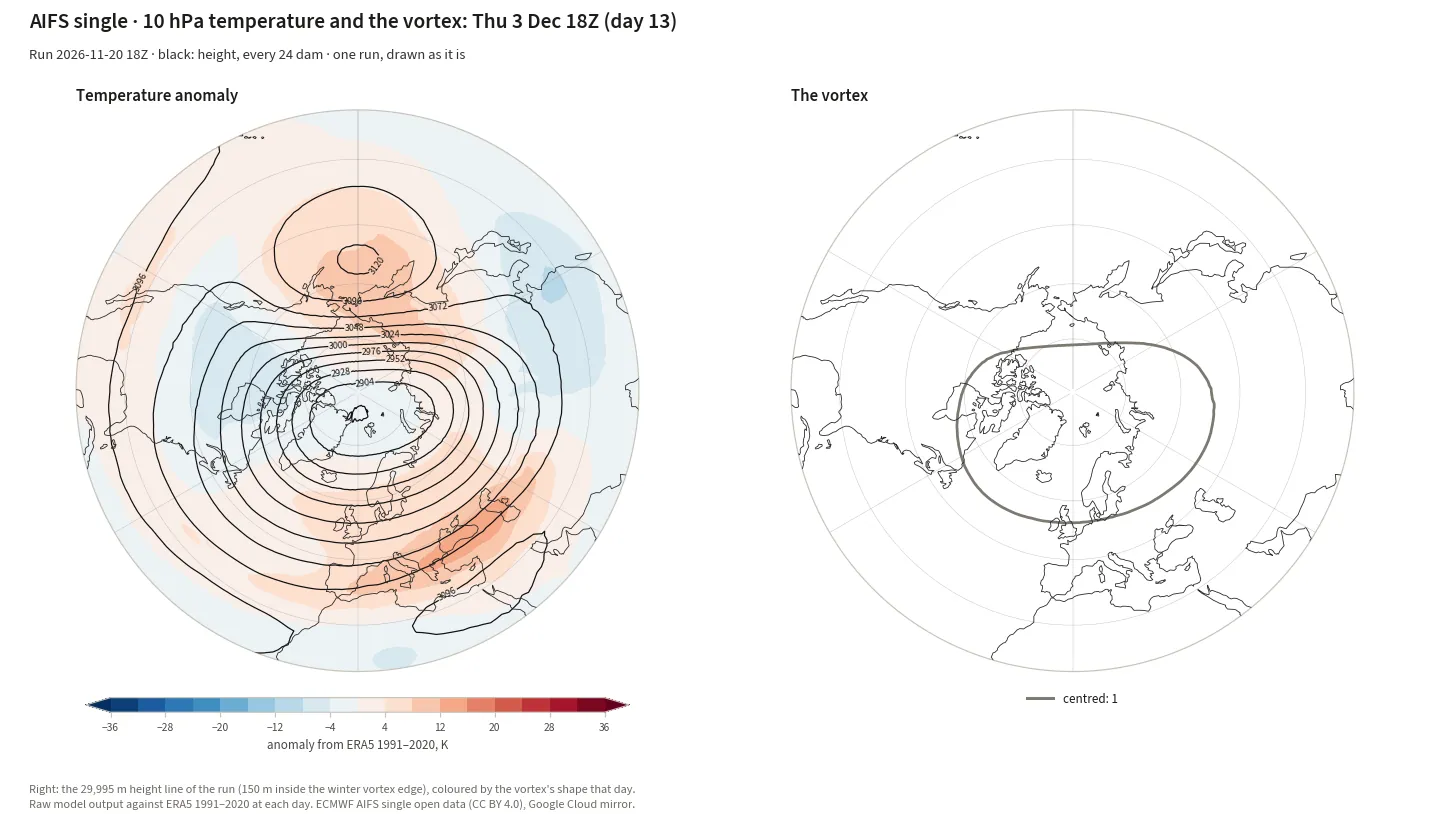 AIFS single · 10 hPa temperature and the vortex: Thu 3 Dec 18Z (day 13)
Run 2026-11-20 18Z · black: height, every 24 dam · one run, drawn as it is
Temperature anomaly
The vortex
3120
3096
3096
3072
3048
3024
3000
2976
2952
2928
2904
3096
centred: 1
−36
−28
−20
−12
−4
4
12
20
28
36
anomaly from ERA5 1991–2020, K
Right: the 29,995 m height line of the run (150 m inside the winter vortex edge), coloured by the vortex's shape that day.
Raw model output against ERA5 1991–2020 at each day. ECMWF AIFS single open data (CC BY 4.0), Google Cloud mirror.